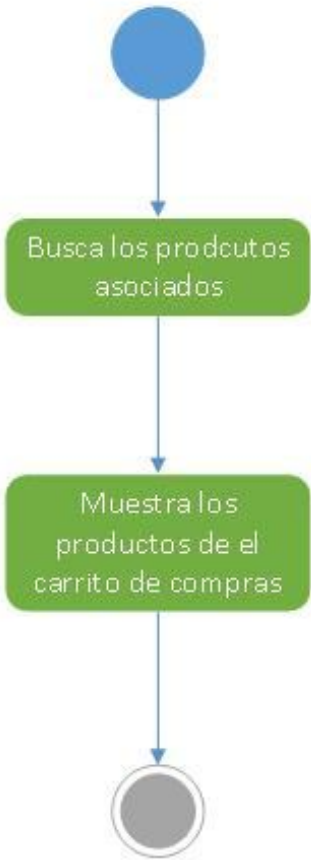 Busca los prodcutos
asociados
Muestra los
productos de el
carrito de compras